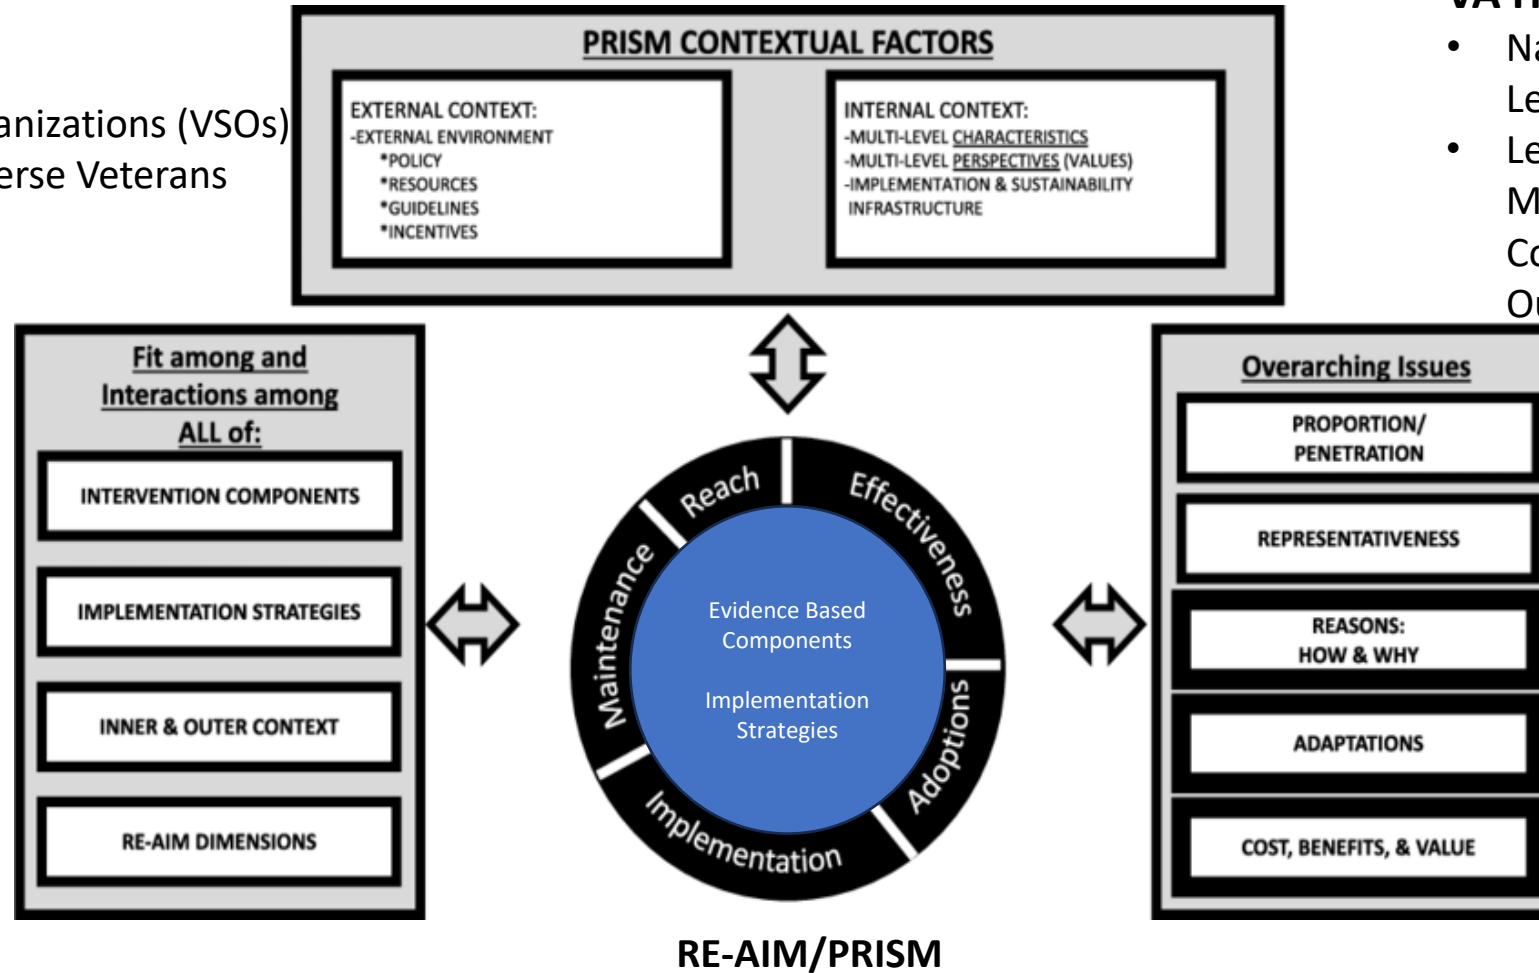 PRISM CONTEXTUAL FACTORS
(VSOs)
Veterans
EXTERNAL CONTEXT:
-EXTERNAL ENVIRONMENT
*POLICY
*RESOURCES
*GUIDELINES
*INCENTIVES
INTERNAL CONTEXT:
-MULTI-LEVEL CHARACTERISTICS
-MULTI-LEVEL PERSPECTIVES (VALUES)
-IMPLEMENTATION & SUSTAINABILITY
INFRASTRUCTURE
Fit among and
Interactions among
ALL of:
INTERVENTION COMPONENTS
IMPLEMENTATION STRATEGIES
INNER & OUTER CONTEXT
RE-AIM DIMENSIONS
Reach
Effectiveness
Adoptions
Implementation
Maintenance
Evidence Based
Components
Implementation
Strategies
Overarching Issues
PROPORTION/
PENETRATION
REPRESENTATIVENESS
REASONS:
HOW & WHY
ADAPTATIONS
COST, BENEFITS, & VALUE
RE-AIM/PRISM